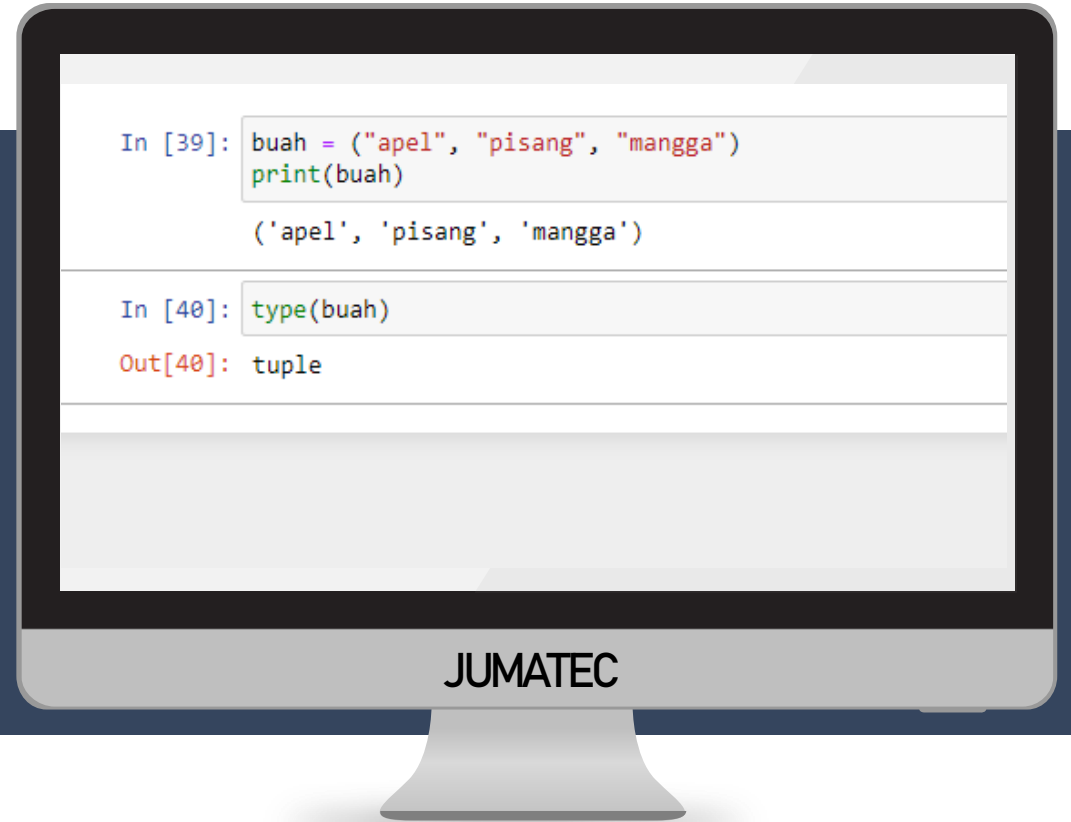 In [39]: buah = ("apel", "pisang", "mangga")
print(buah)
('apel', 'pisang', 'mangga')
In [40]: type(buah)
Out[40]: tuple
JUMATEC